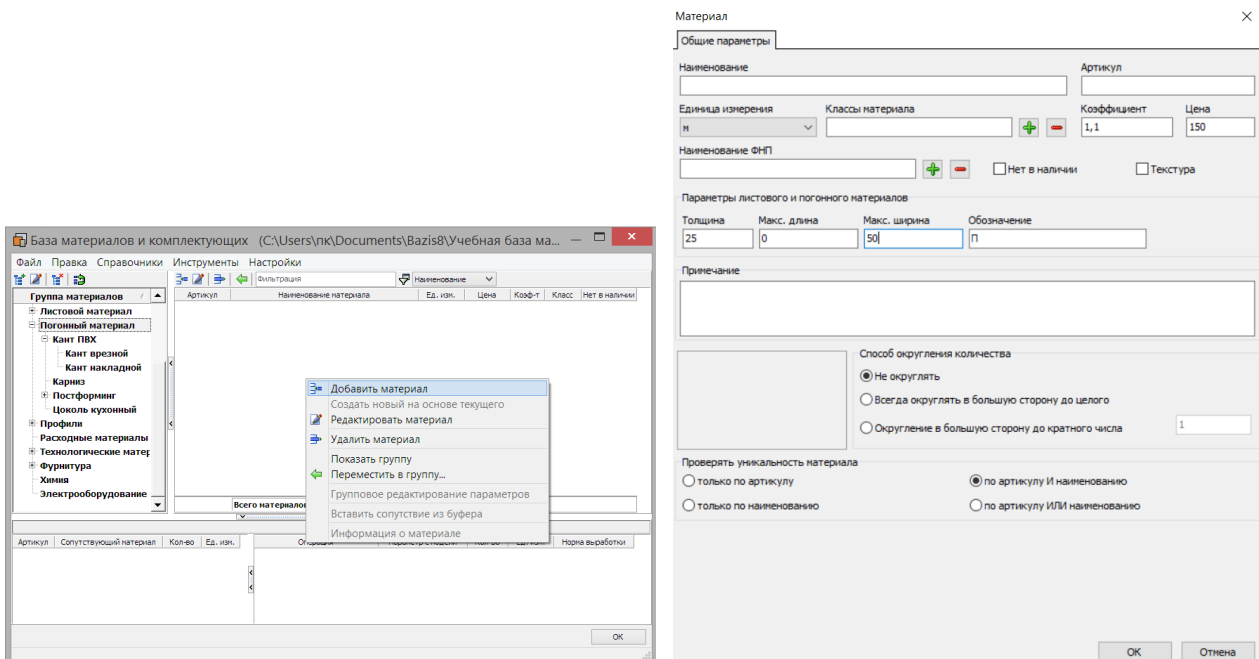 База материалов и комплектующих (C:\Users\пк\Documents\Bazis8\Учебная база ма...
Файл Правка Справочники Инструменты Настройки
Фильтрация Наименование
Группа материалов /
Листовой материал
Погонный материал
Кант ПВХ
Кант врезной
Кант накладной
Карниз
Постформинг
Цоколь кухонный
Профили
Расходные материалы
Технологические матер
Фурнитура
Химия
Электрооборудование
Артикул Наименование материала Ед. изм. Цена Коэф-т Класс Нет в наличии
Добавить материал
Создать новый на основе текущего
Редактировать материал
Удалить материал
Показать группу
Переместить в группу...
Групповое редактирование параметров
Вставить сопутствие из буфера
Информация о материале
Всего материалов
Артикул Сопутствующий материал Кол-во Ед. изм.
Норма выработки
ОК
Материал
Общие параметры
Наименование Артикул
Единица измерения Классы материала Коэффициент Цена
м 1,1 150
Наименование ФНП
Нет в наличии Текстура
Параметры листового и погонного материалов
Толщина Макс. длина Макс. ширина Обозначение
25 0 50 П
Примечание
Способ округления количества
Не округлять
Всегда округлять в большую сторону до целого
Округление в большую сторону до кратного числа 1
Проверять уникальность материала
только по артикулу по артикулу И наименованию
только по наименованию по артикулу ИЛИ наименованию
ОК Отмена